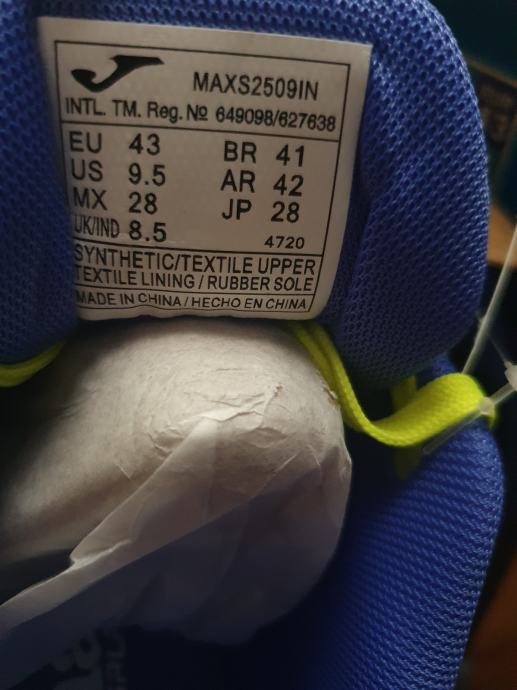 MAXS2509IN
INTL. TM. Reg. Nº 649098/627638
EU 43 BR 41
US 9.5 AR 42
MX 28 JP 28
UK/IND 8.5 4720
SYNTHETIC/TEXTILE UPPER
TEXTILE LINING / RUBBER SOLE
MADE IN CHINA / HECHO EN CHINA